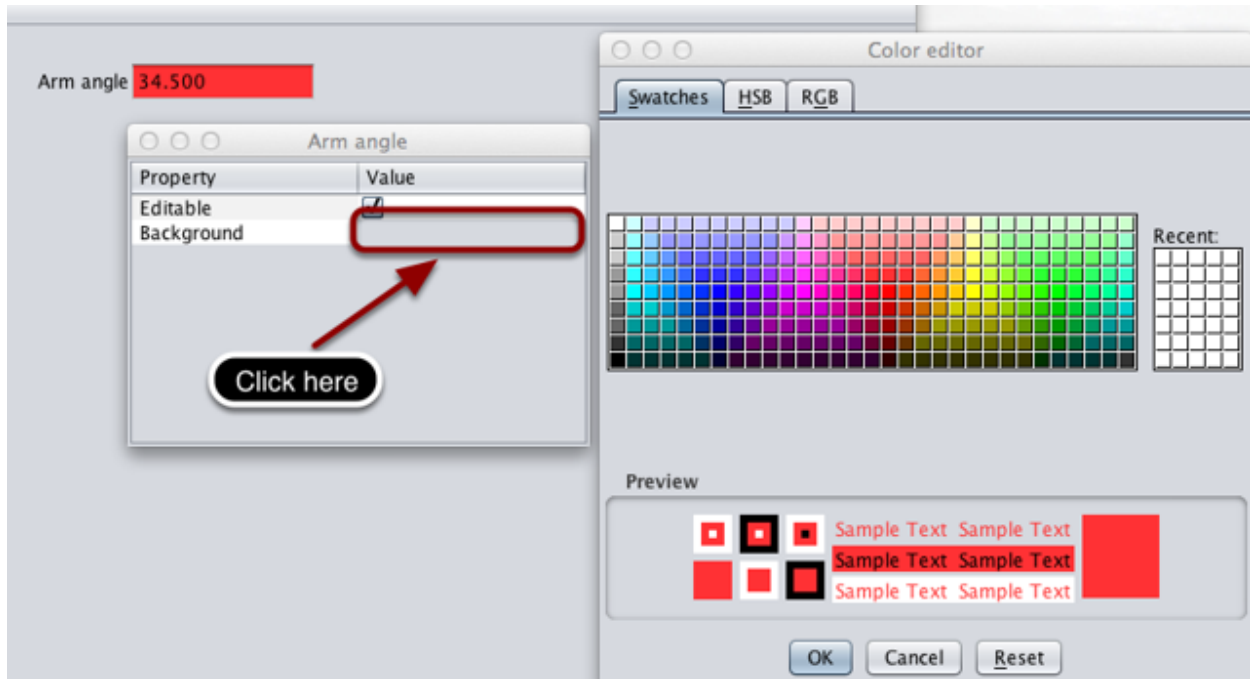 Arm angle 34.500
Arm angle
Property Value
Editable
Background
Click here
Color editor
Swatches HSB RGB
Recent:
Preview
Sample Text Sample Text
Sample Text Sample Text
Sample Text Sample Text
OK Cancel Reset